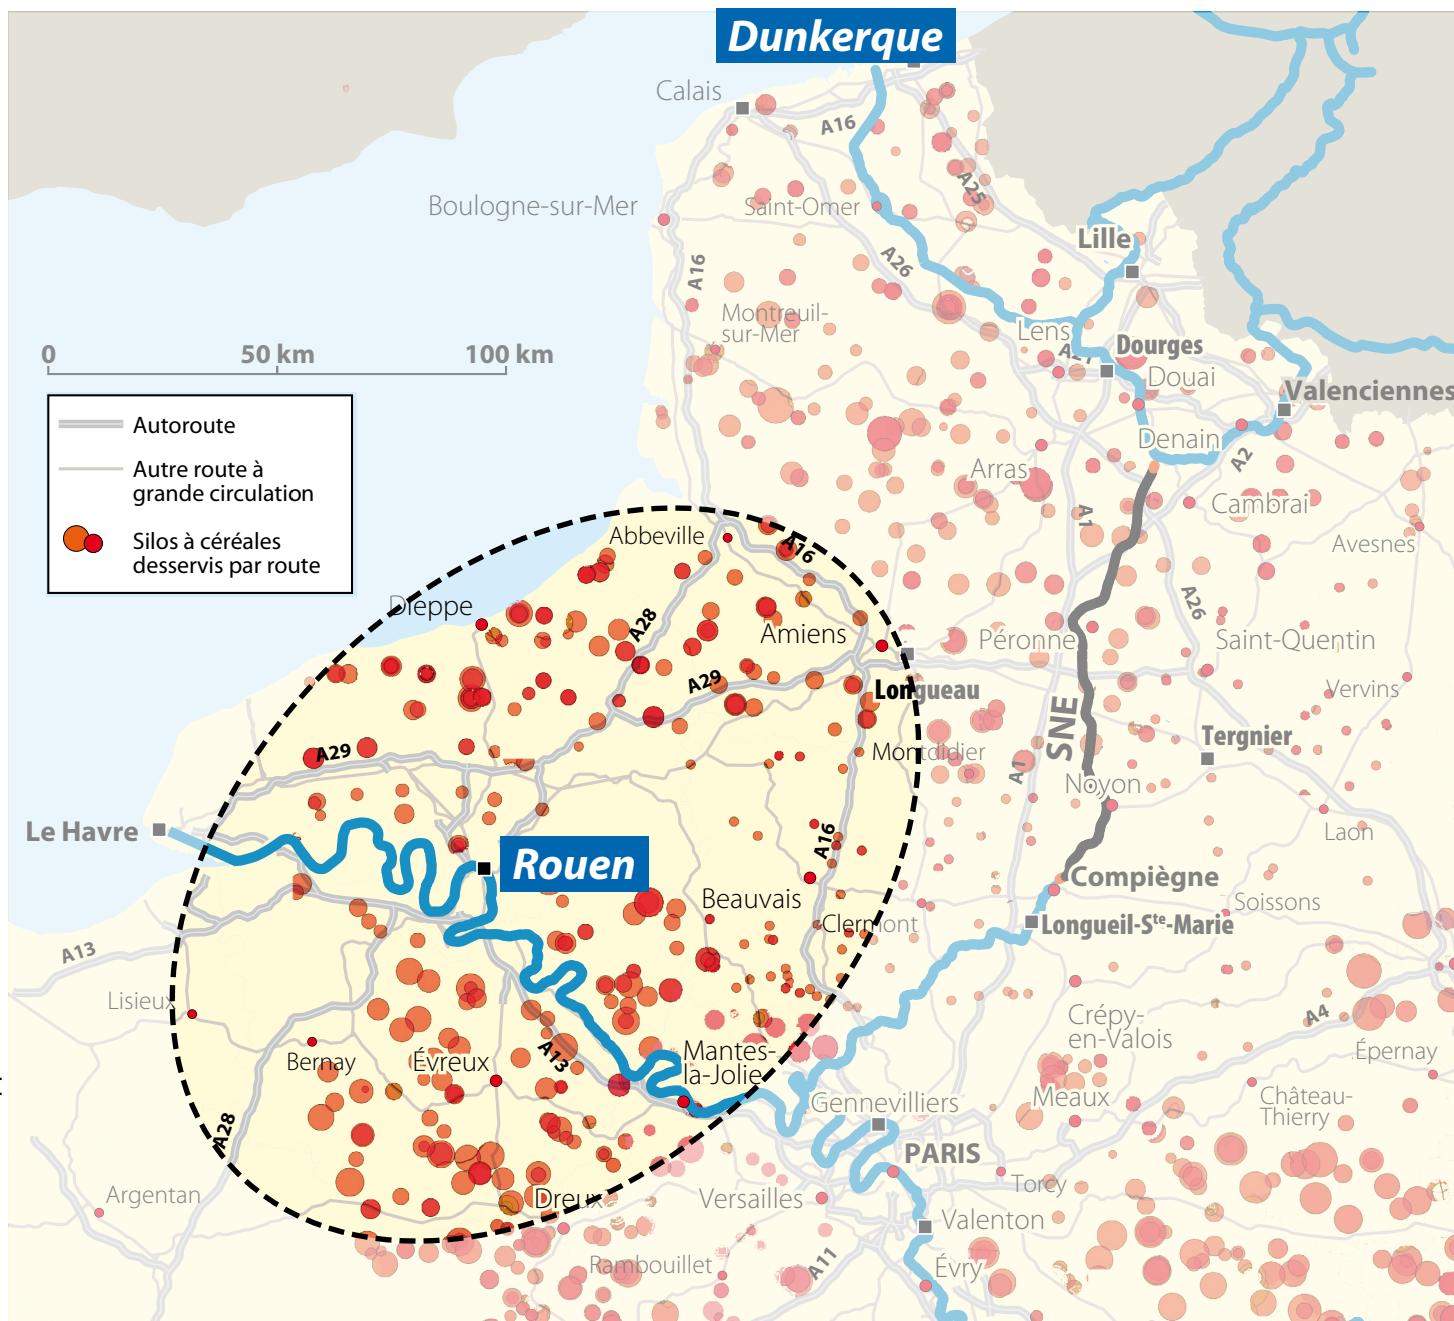 Dunkerque
Calais
A16
A25
Boulogne-sur-Mer
Saint-Omer
Lille
A26
A16
Montreuil-
sur-Mer
Lens
Dourges
A21
Douai
Valenciennes
0
50 km
100 km
Autoroute
Autre route à
grande circulation
Silos à céréales
desservis par route
Denain
A2
Arras
Cambrai
A1
Avesnes
Abbeville
A16
Dieppe
A28
Amiens
A26
Péronne
Saint-Quentin
A29
Longueau
Vervins
SNE
Tergnier
A29
Montdidier
A1
Noyon
Le Havre
Laon
A16
Rouen
Compiègne
Beauvais
Soissons
Clermont
Longueil-Ste-Marie
A13
Lisieux
Crépy-
en-Valois
A4
Épernay
Bernay
Évreux
A13
Mantes-
la-Jolie
Gennevilliers
Meaux
Château-
Thierry
A28
PARIS
Argentan
Dreux
Versailles
Torcy
Valenton
Rambouillet
A11
Évry